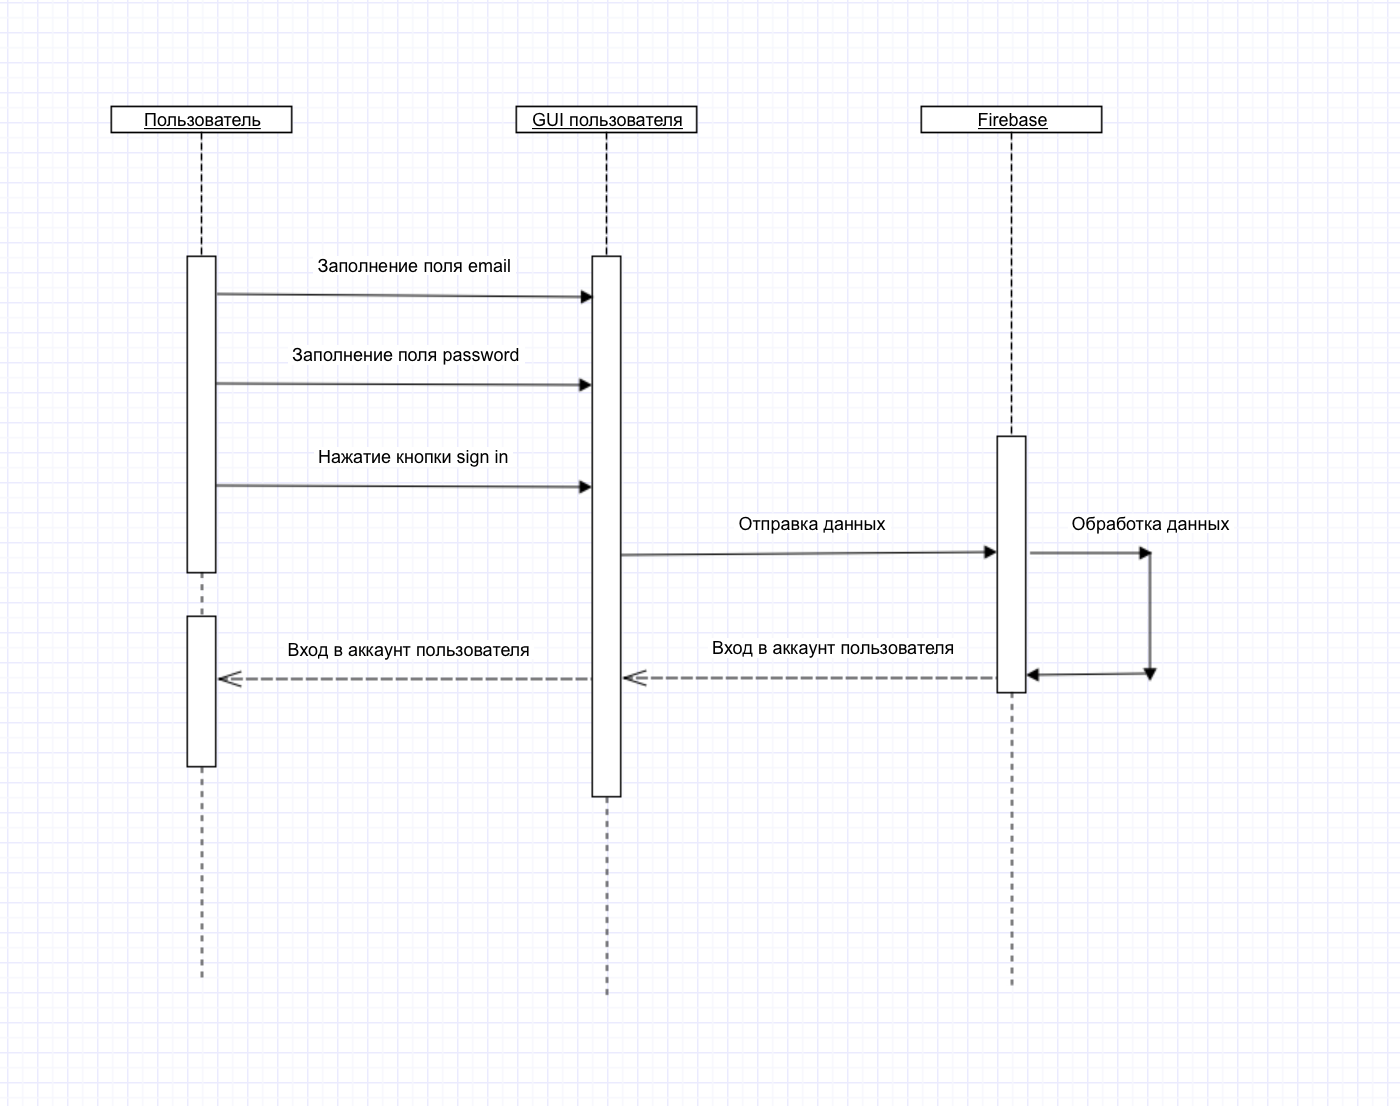 Пользователь
GUI пользователя
Firebase
Заполнение поля email
Заполнение поля password
Нажатие кнопки sign in
Отправка данных
Обработка данных
Вход в аккаунт пользователя
Вход в аккаунт пользователя